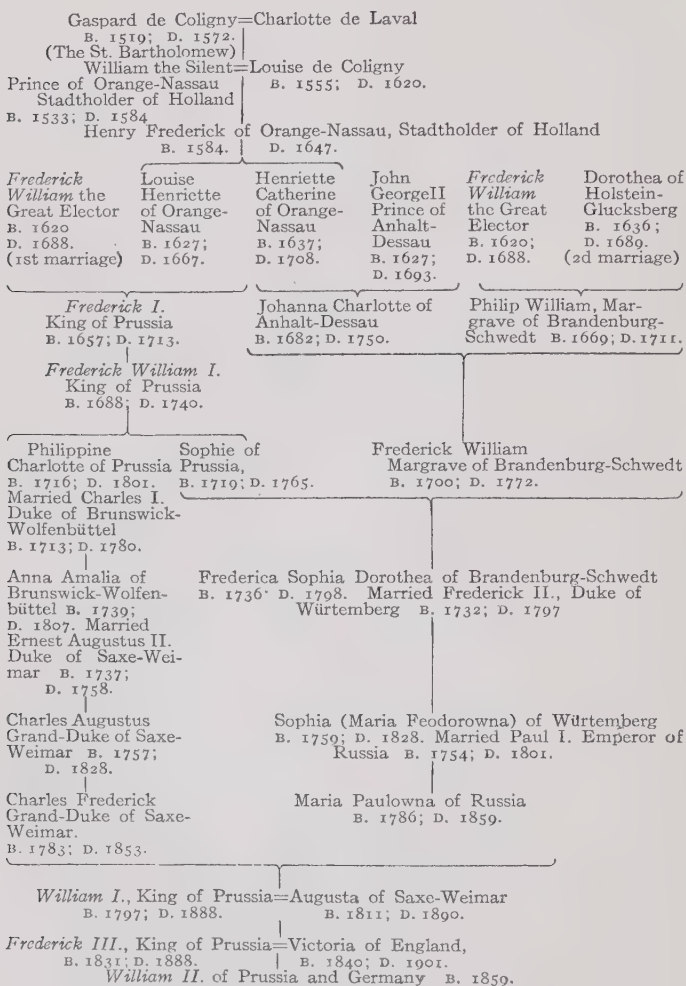 Gaspard de Coligny=Charlotte de Laval
B. 1519; D. 1572.
(The St. Bartholomew)
William the Silent=Louise de Coligny
Prince of Orange-Nassau
Stadtholder of Holland
B. 1533; D. 1584
B. 1555; D. 1620.
Henry Frederick of Orange-Nassau, Stadtholder of Holland
B. 1584. D. 1647.
Frederick
William the
Great Elector
B. 1620
D. 1688.
(1st marriage)
Louise
Henriette
of Orange-
Nassau
B. 1627;
D. 1667.
Henriette
Catherine
of Orange-
Nassau
B. 1637;
D. 1708.
John
GeorgeII
Prince of
Anhalt-
Dessau
B. 1627;
D. 1693.
Frederick
William
the Great
Elector
B. 1620;
D. 1688.
Dorothea of
Holstein-
Glucksberg
B. 1636;
D. 1689.
(2d marriage)
Frederick I.
King of Prussia
B. 1657; D. 1713.
Johanna Charlotte of
Anhalt-Dessau
B. 1682; D. 1750.
Philip William, Mar-
grave of Brandenburg-
Schwedt B. 1669; D. 1711.
Frederick William I.
King of Prussia
B. 1688; D. 1740.
Philippine
Charlotte of Prussia
B. 1716; D. 1801.
Married Charles I.
Duke of Brunswick-
Wolfenbüttel
B. 1713; D. 1780.
Sophie of
Prussia,
B. 1719; D. 1765.
Frederick William
Margrave of Brandenburg-Schwedt
B. 1700; D. 1772.
Anna Amalia of
Brunswick-Wolfen-
büttel B. 1739;
D. 1807. Married
Ernest Augustus II.
Duke of Saxe-Wei-
mar B. 1737;
D. 1758.
Frederica Sophia Dorothea of Brandenburg-Schwedt
B. 1736· D. 1798. Married Frederick II., Duke of
Würtemberg B. 1732; D. 1797
Charles Augustus
Grand-Duke of Saxe-
Weimar B. 1757;
D. 1828.
Sophia (Maria Feodorowna) of Würtemberg
B. 1759; D. 1828. Married Paul I. Emperor of
Russia B. 1754; D. 1801.
Charles Frederick
Grand-Duke of Saxe-
Weimar.
B. 1783; D. 1853.
Maria Paulowna of Russia
B. 1786; D. 1859.
William I., King of Prussia=Augusta of Saxe-Weimar
B. 1797; D. 1888. B. 1811; D. 1890.
Frederick III., King of Prussia=Victoria of England,
B. 1831; D. 1888. B. 1840; D. 1901.
William II. of Prussia and Germany B. 1859.